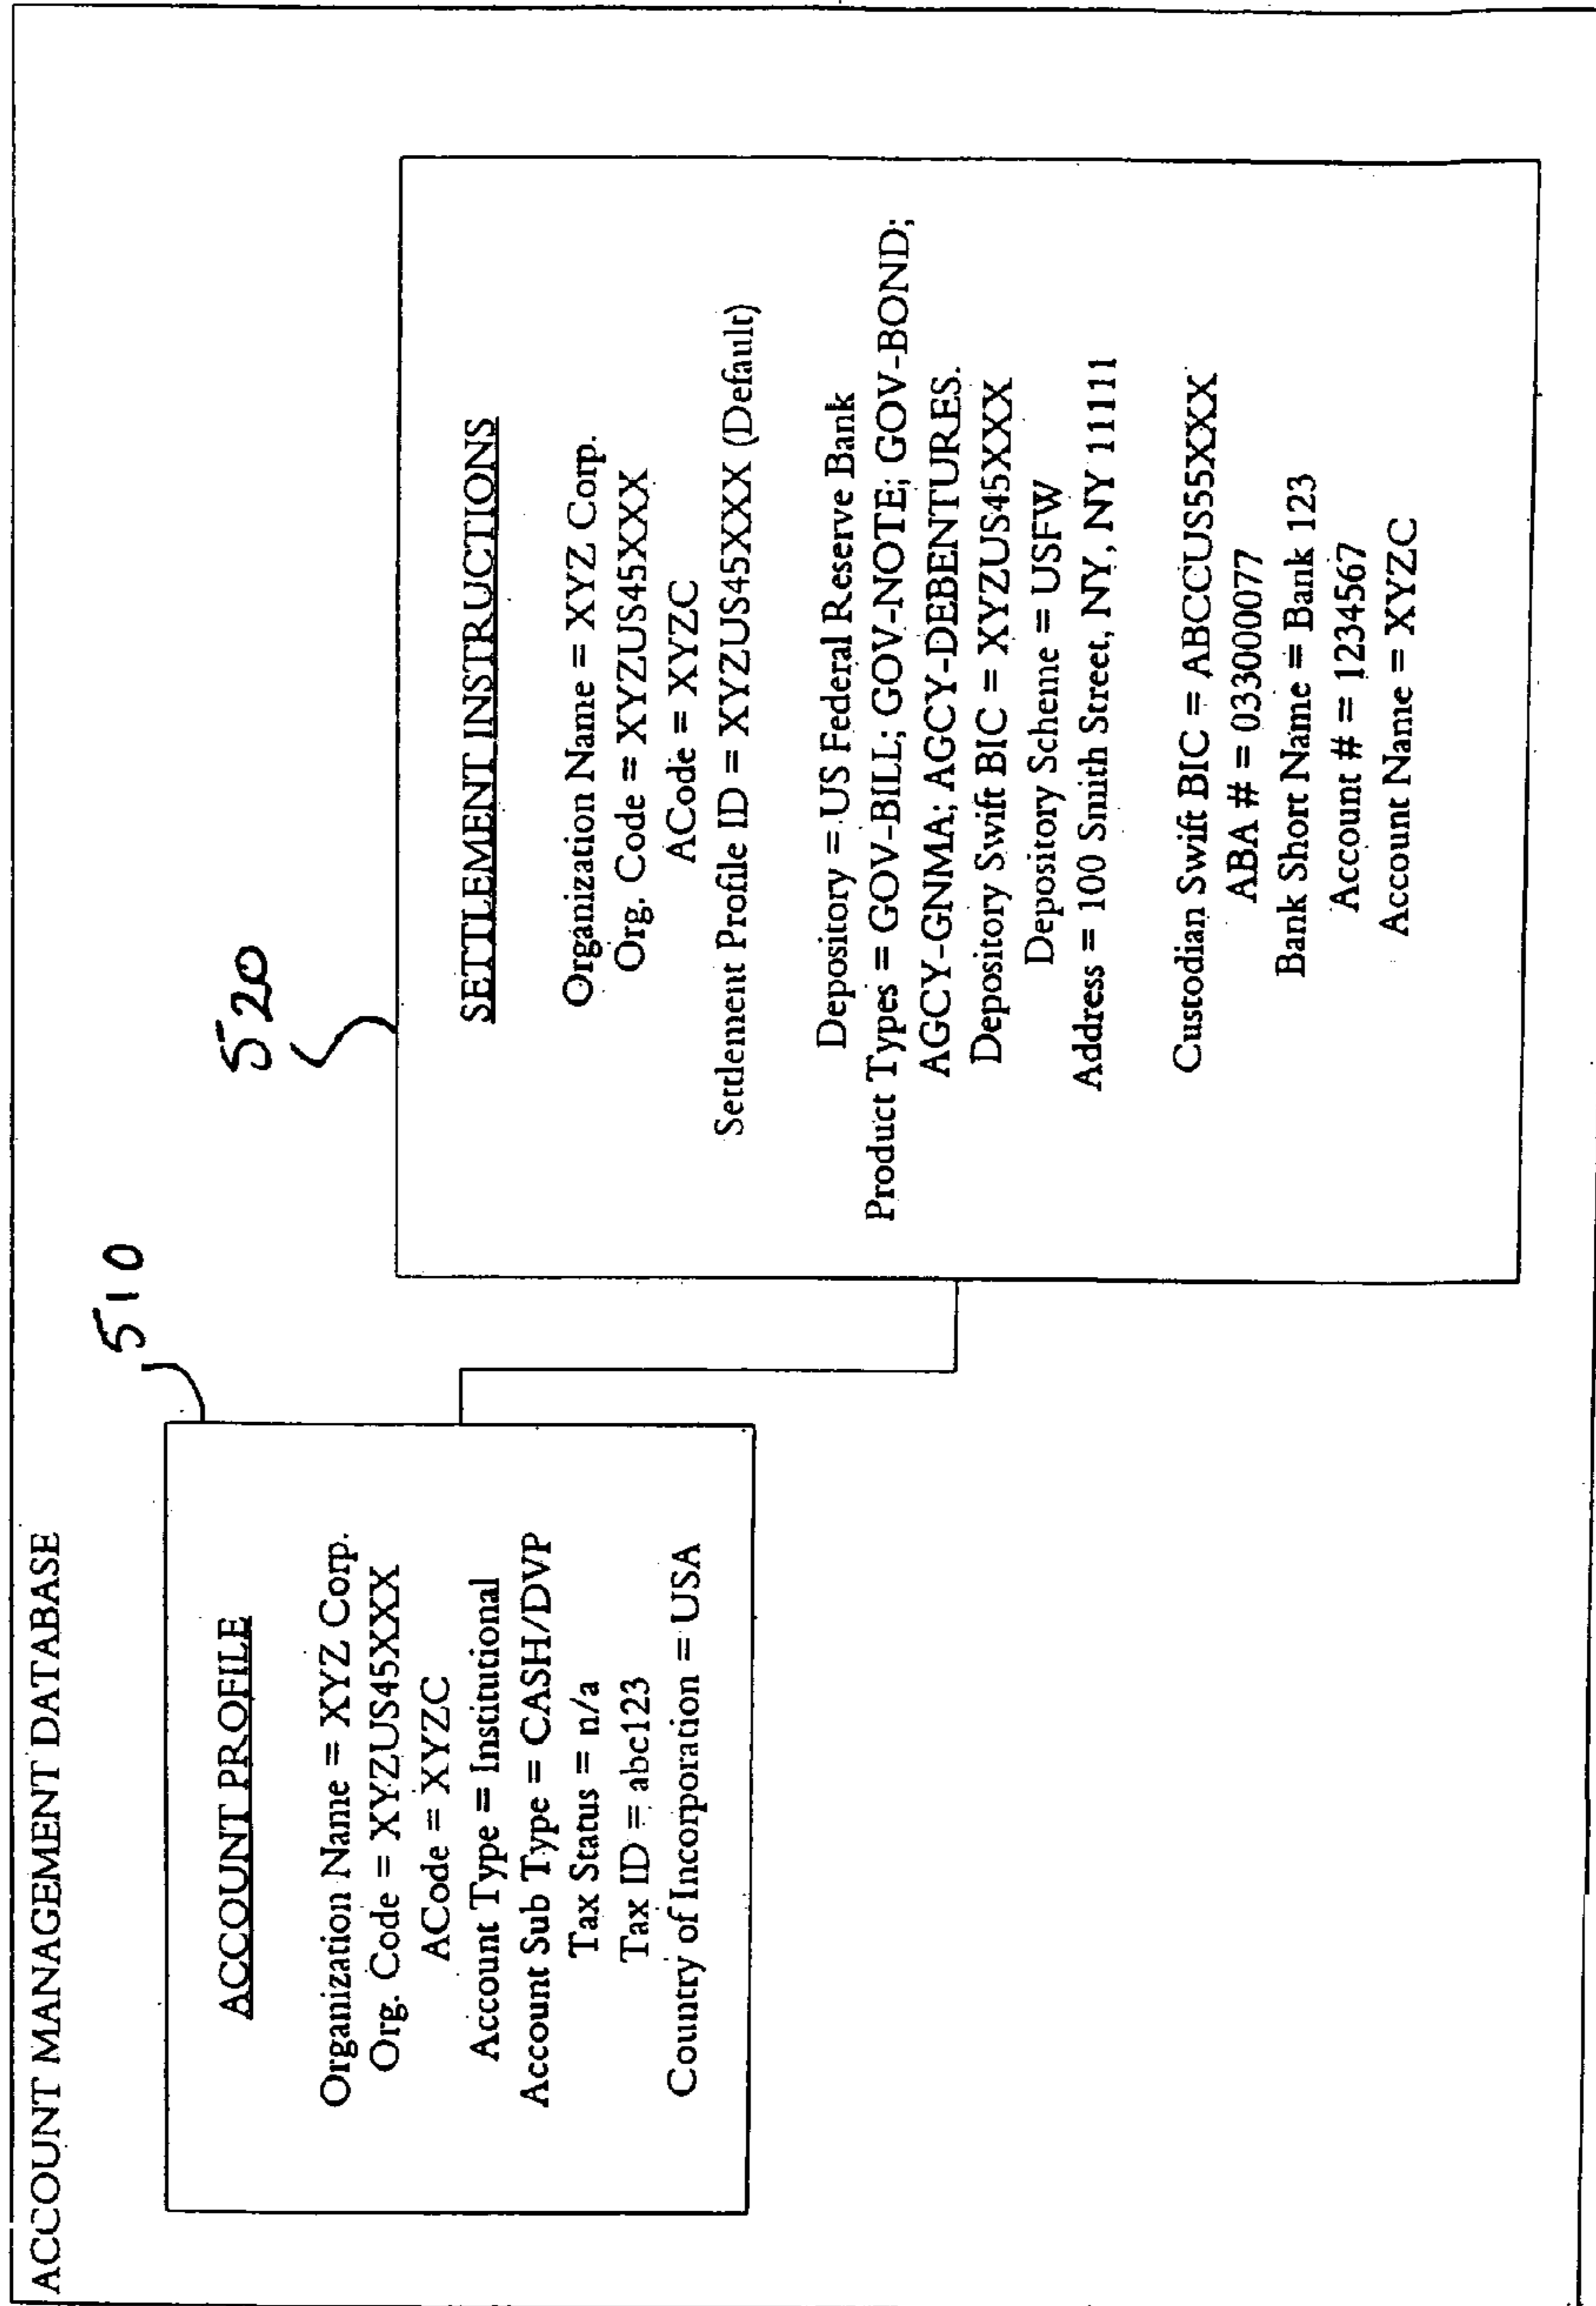 ACCOUNT MANAGEMENT DATABASE
510
ACCOUNT PROFILE
Organization Name = XYZ Corp.
Org. Code = XYZUS45XXX
ACode = XYZC
Account Type = Institutional
Account Sub Type = CASH/DVP
Tax Status = n/a
Tax ID = abc123
Country of Incorporation = USA
520
SETTLEMENT INSTRUCTIONS
Organization Name = XYZ Corp.
Org. Code = XYZUS45XXX
ACode = XYZC
Settlement Profile ID = XYZUS45XXX (Default)
Depository = US Federal Reserve Bank
Product Types = GOV-BILL; GOV-NOTE; GOV-BOND;
AGCY-GNMA; AGCY-DEBENTURES.
Depository Swift BIC = XYZUS45XXX
Depository Scheme = USFW
Address = 100 Smith Street, NY, NY 11111
Custodian Swift BIC = ABCCUS55XXX
ABA # = 033000077
Bank Short Name = Bank 123
Account # = 1234567
Account Name = XYZC